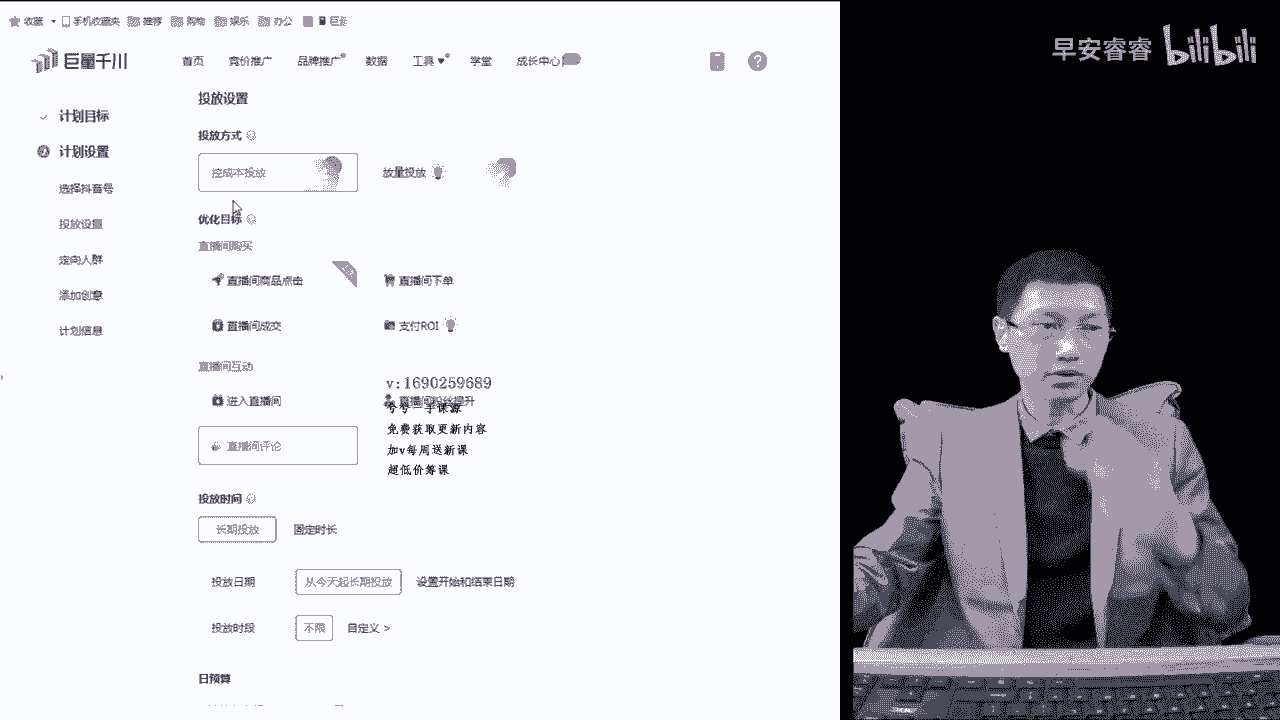 收藏 手机收藏夹 推荐 购物 娱乐 办公 巨量
早安睿睿 bilibili
巨量千川 首页 竞价推广 品牌推广 数据 工具 学堂 成长中心
计划目标
计划设置
选择抖音号
投放设置
定向人群
添加创意
计划信息
投放设置
投放方式
控成本投放 放量投放
优化目标
直播间购买
直播间商品点击 直播间下单
直播间成交 支付ROI
直播间互动
进入直播间 直播间粉丝提升
直播间评论
v:1690259689
兮兮一手课源
免费获取更新内容
加v每周送新课
超低价筹课
投放时间
长期投放 固定时长
投放日期 从今天起长期投放 设置开始和结束日期
投放时段 不限 自定义 >
日预算